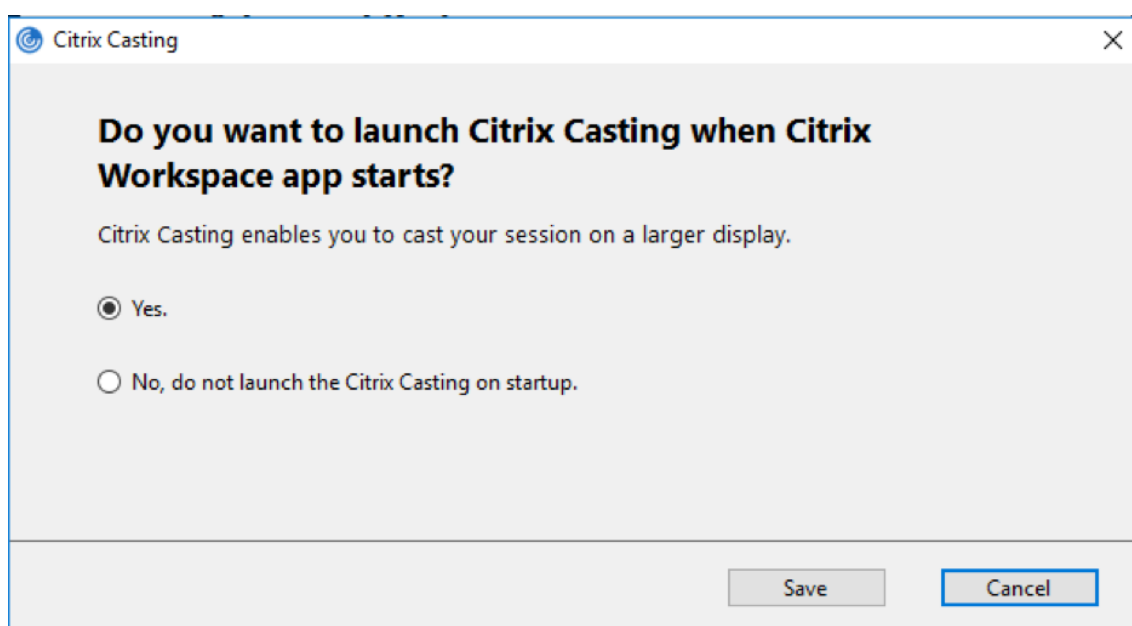 Citrix Casting
Do you want to launch Citrix Casting when Citrix
Workspace app starts?
Citrix Casting enables you to cast your session on a larger display.
Yes.
No, do not launch the Citrix Casting on startup.
Save
Cancel